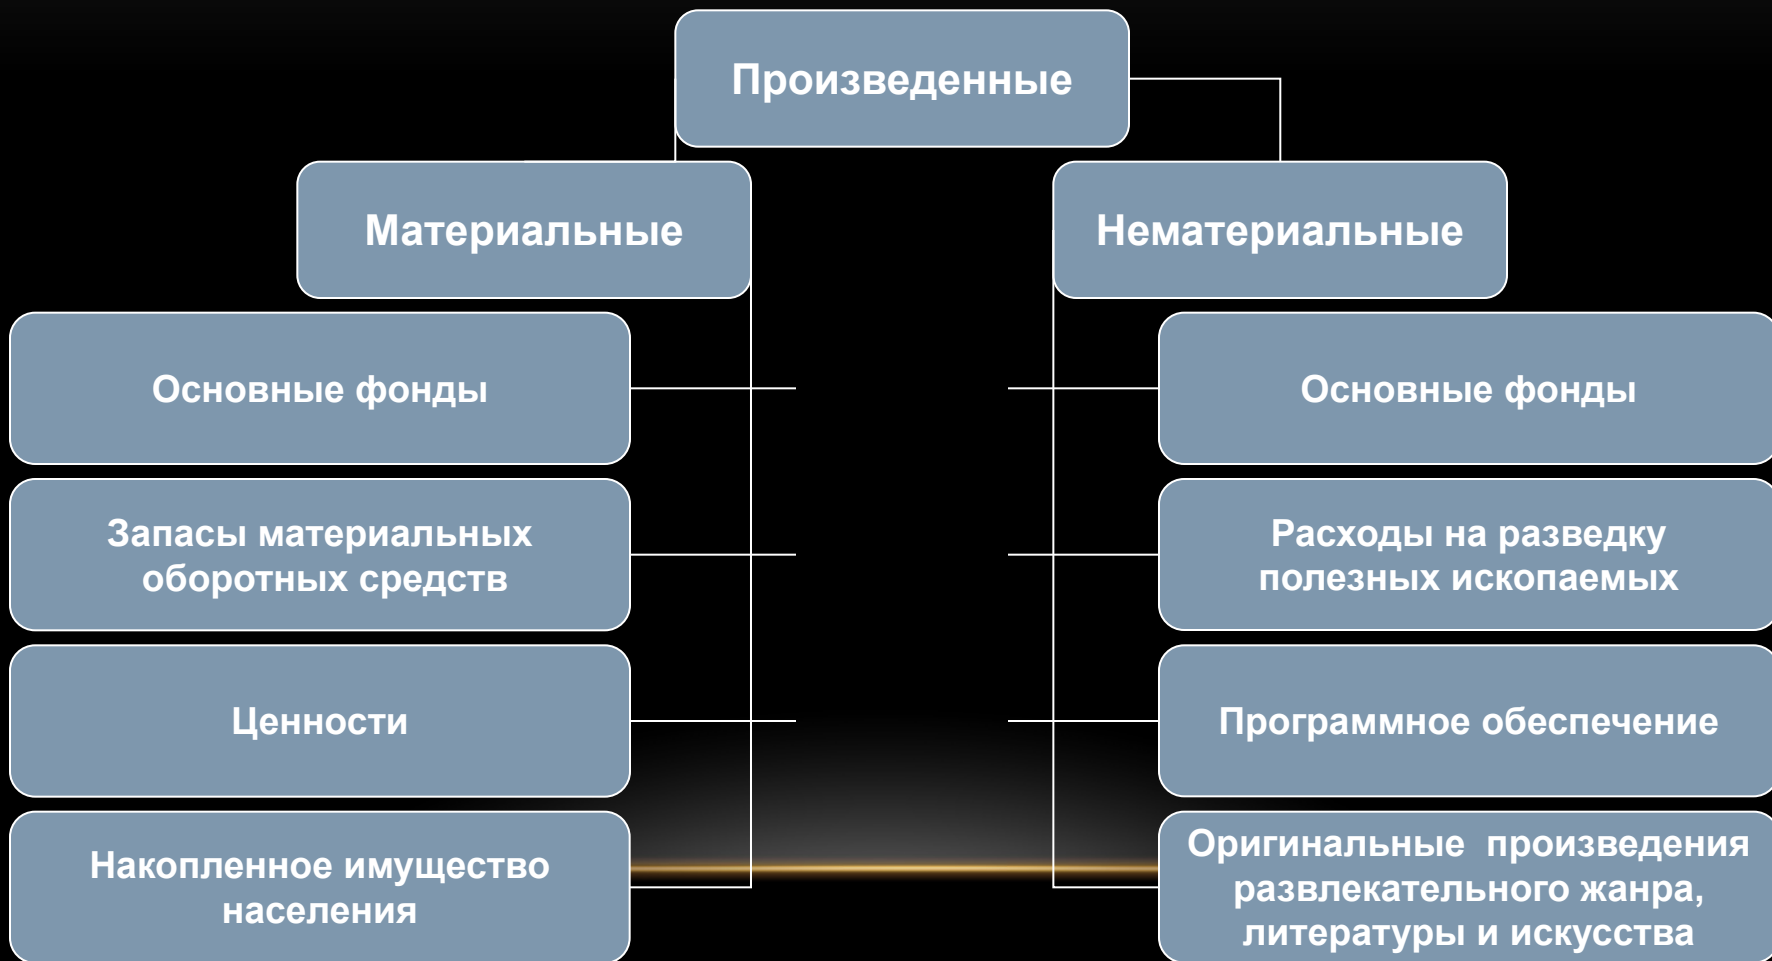 Произведенные
Материальные
Нематериальные
Основные фонды
Запасы материальных
оборотных средств
Ценности
Накопленное имущество
населения
Основные фонды
Расходы на разведку
полезных ископаемых
Программное обеспечение
Оригинальные произведения
развлекательного жанра,
литературы и искусства